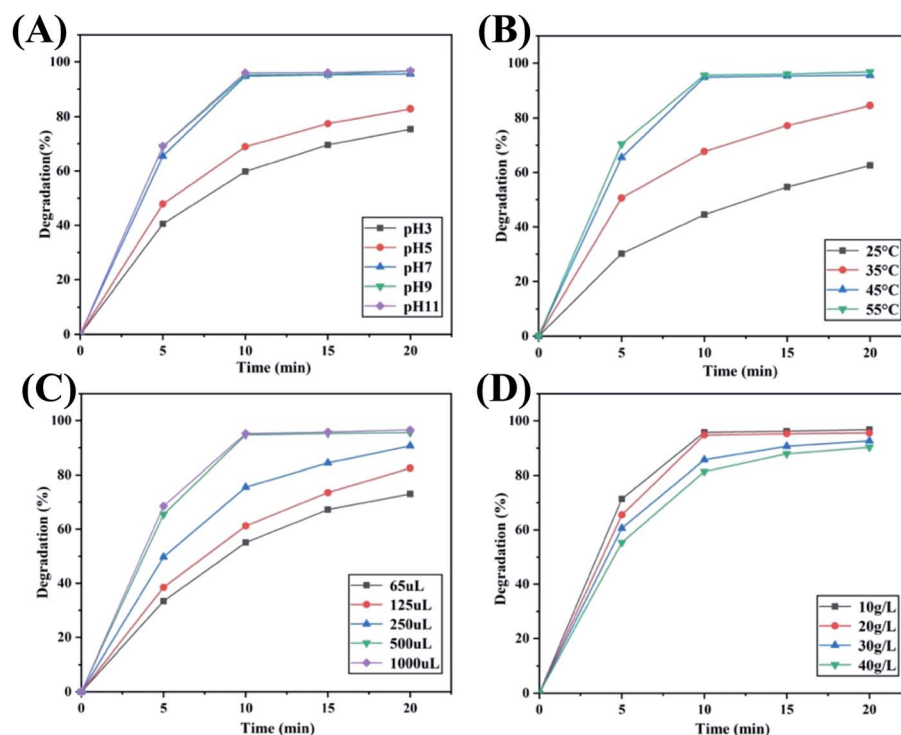 (A)
Degradation(%)
100
80
60
40
20
0
pH3
pH5
pH7
pH9
pH11
0 5 10 15 20
Time (min)
(B)
Degradation (%)
100
80
60
40
20
0
25°C
35°C
45°C
55°C
0 5 10 15 20
Time (min)
(C)
Degradation (%)
100
80
60
40
20
0
65uL
125uL
250uL
500uL
1000uL
0 5 10 15 20
Time (min)
(D)
Degradation (%)
100
80
60
40
20
0
10g/L
20g/L
30g/L
40g/L
0 5 10 15 20
Time (min)